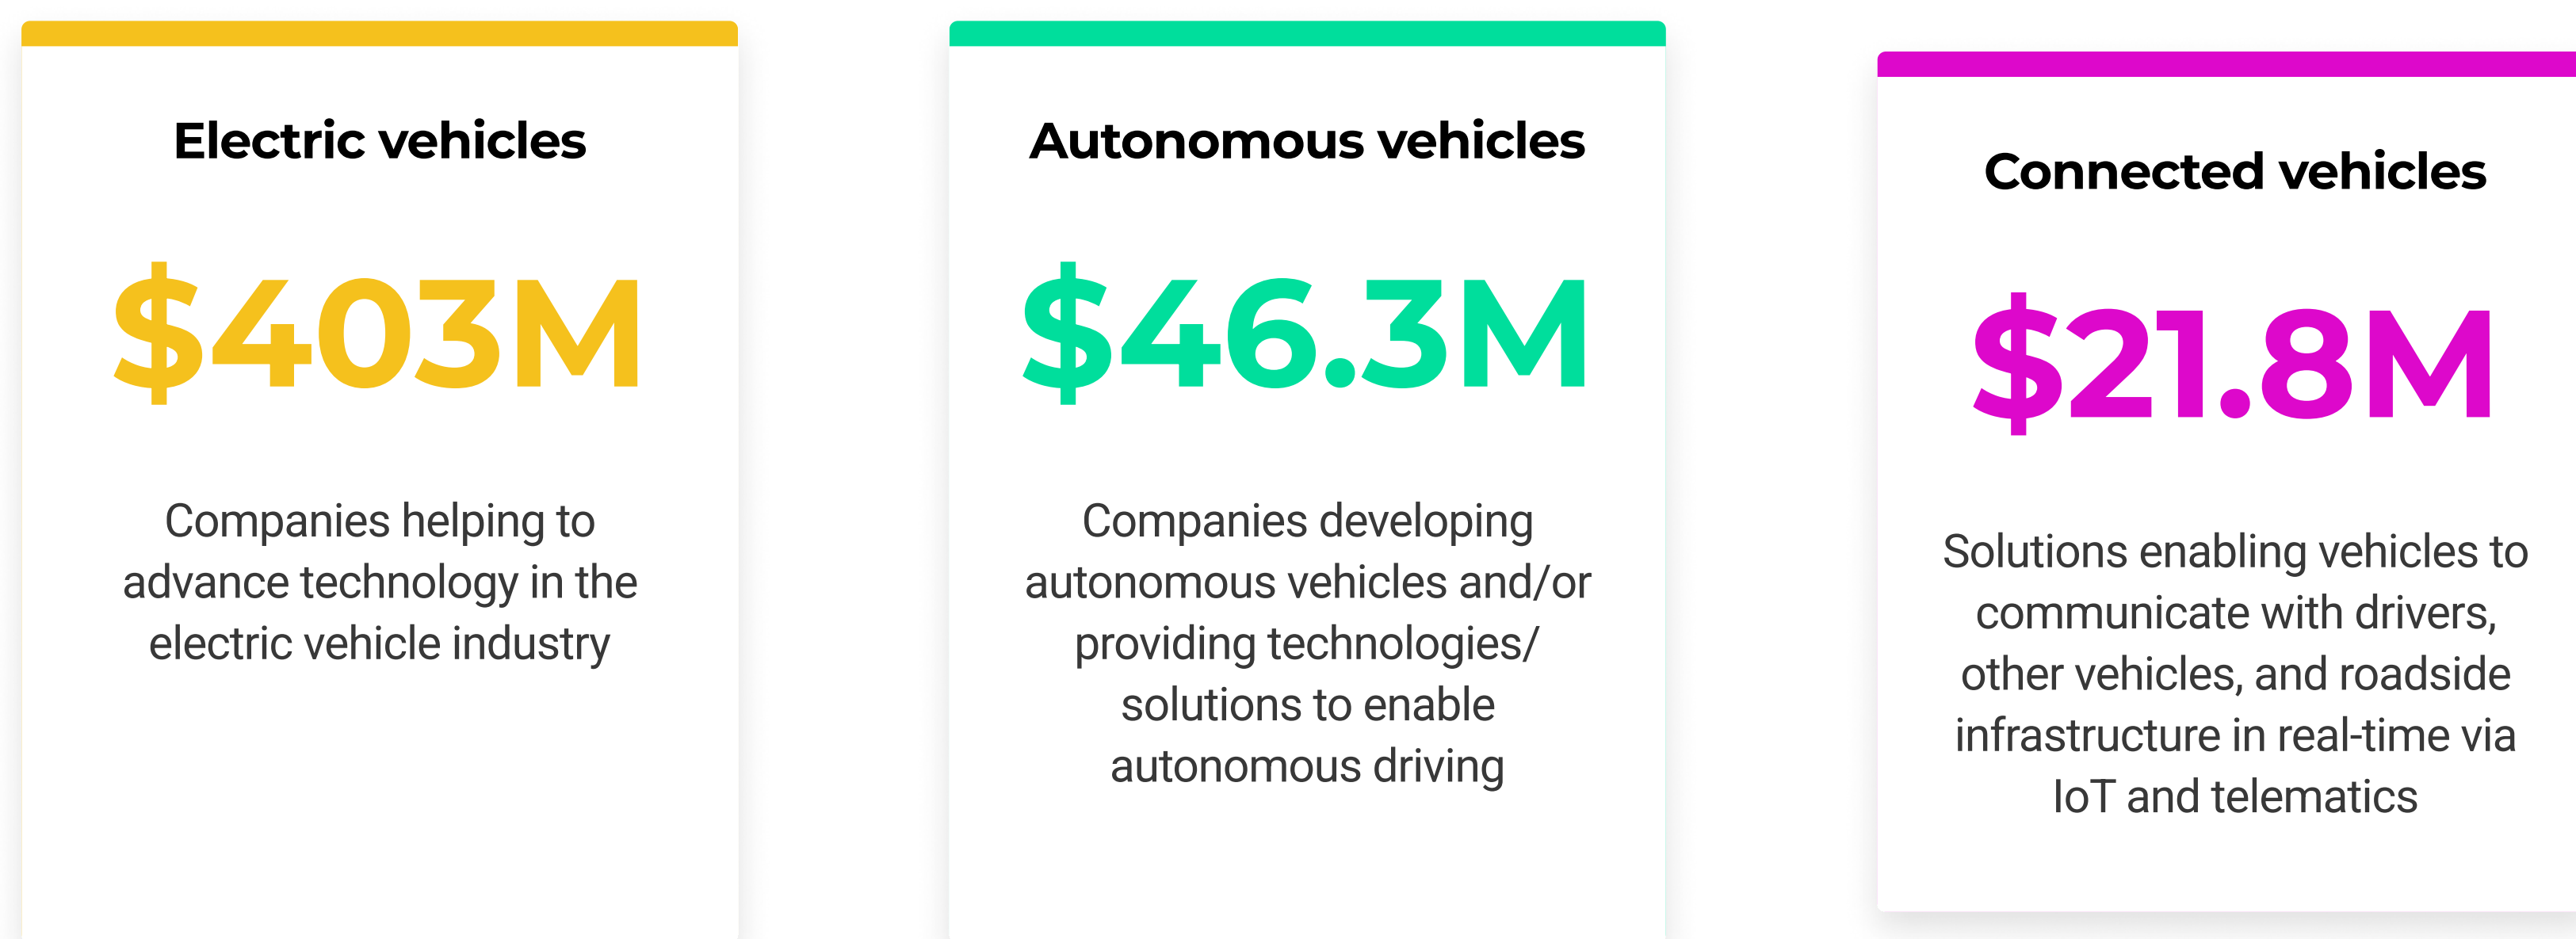 Electric vehicles
$403M
Companies helping to
advance technology in the
electric vehicle industry
Autonomous vehicles
$46.3M
Companies developing
autonomous vehicles and/or
providing technologies/
solutions to enable
autonomous driving
Connected vehicles
$21.8M
Solutions enabling vehicles to
communicate with drivers,
other vehicles, and roadside
infrastructure in real-time via
IoT and telematics